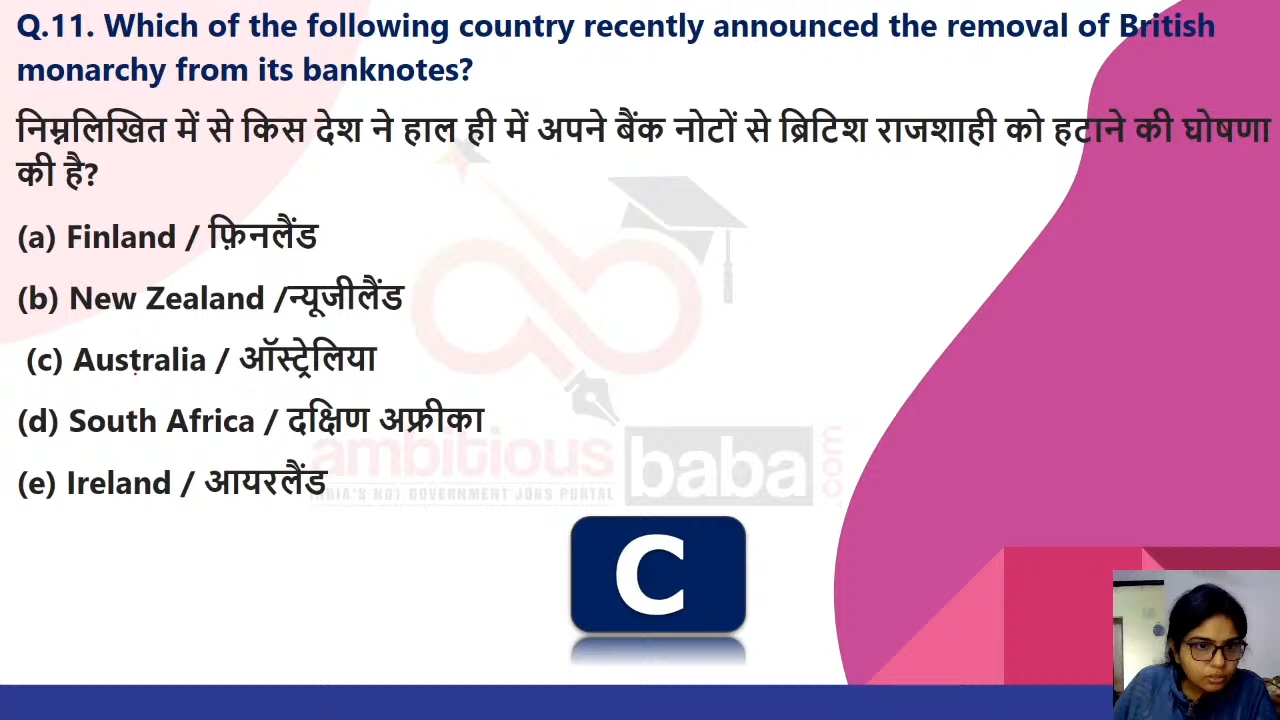 Q.11. Which of the following country recently announced the removal of British
monarchy from its banknotes?
निम्नलिखित में से किस देश ने हाल ही में अपने बैंक नोटों से ब्रिटिश राजशाही को हटाने की घोषणा
की है?
(a) Finland / फ़िनलैंड
(b) New Zealand /न्यूजीलैंड
(c) Australia / ऑस्ट्रेलिया
(d) South Africa / दक्षिण अफ्रीका
(e) Ireland / आयरलैंड
ambitious baba .com
INDIA'S HOT GOVERNMENT JOBS PORTAL
C